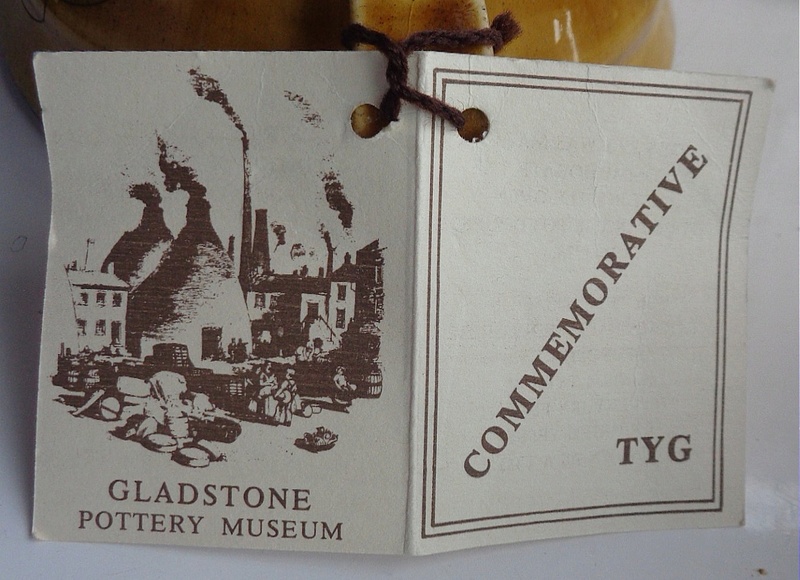 GLADSTONE
POTTERY MUSEUM
COMMEMORATIVE
TYG